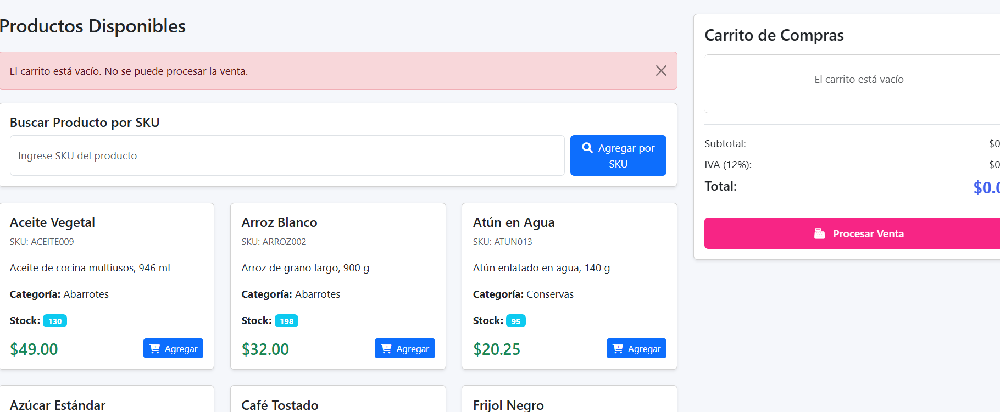 Productos Disponibles
El carrito está vacío. No se puede procesar la venta.
Buscar Producto por SKU
Ingrese SKU del producto
Agregar por
SKU
Aceite Vegetal
SKU: ACEITE009
Aceite de cocina multiusos, 946 ml
Categoría: Abarrotes
Stock: 130
$49.00
Agregar
Arroz Blanco
SKU: ARROZ002
Arroz de grano largo, 900 g
Categoría: Abarrotes
Stock: 198
$32.00
Agregar
Atún en Agua
SKU: ATUN013
Atún enlatado en agua, 140 g
Categoría: Conservas
Stock: 95
$20.25
Agregar
Azúcar Estándar
Café Tostado
Frijol Negro
Carrito de Compras
El carrito está vacío
Subtotal: $0
IVA (12%): $0
Total: $0.0
Procesar Venta